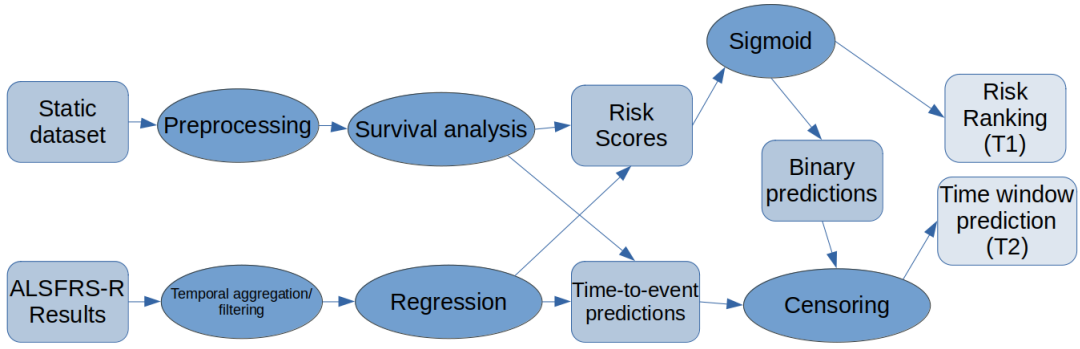 Static
dataset
Preprocessing
Survival analysis
Risk
Scores
Sigmoid
Risk
Ranking
(T1)
Binary
predictions
Time window
prediction
(T2)
ALSFRS-R
Results
Temporal aggregation/
filtering
Regression
Time-to-event
predictions
Censoring